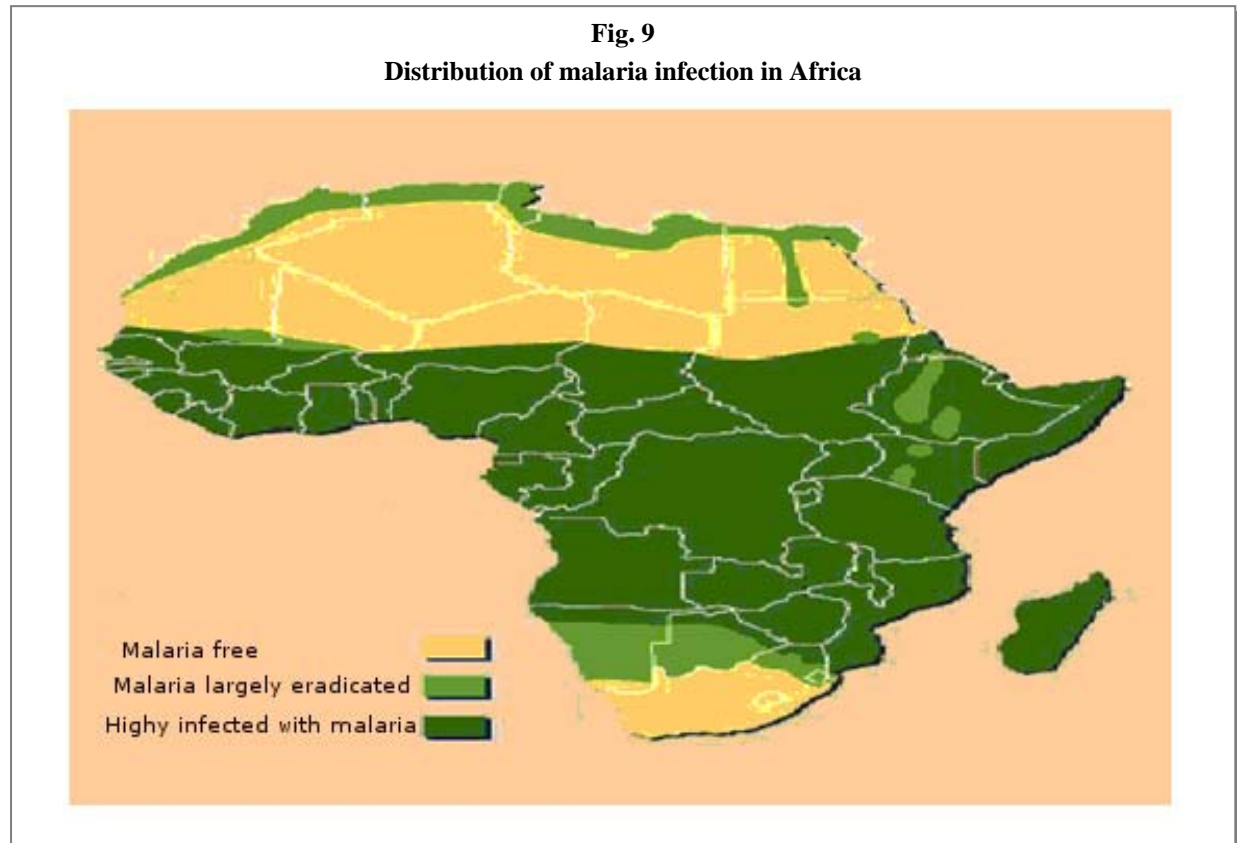 Fig. 9
Distribution of malaria infection in Africa
Malaria free
Malaria largely eradicated
Highy infected with malaria